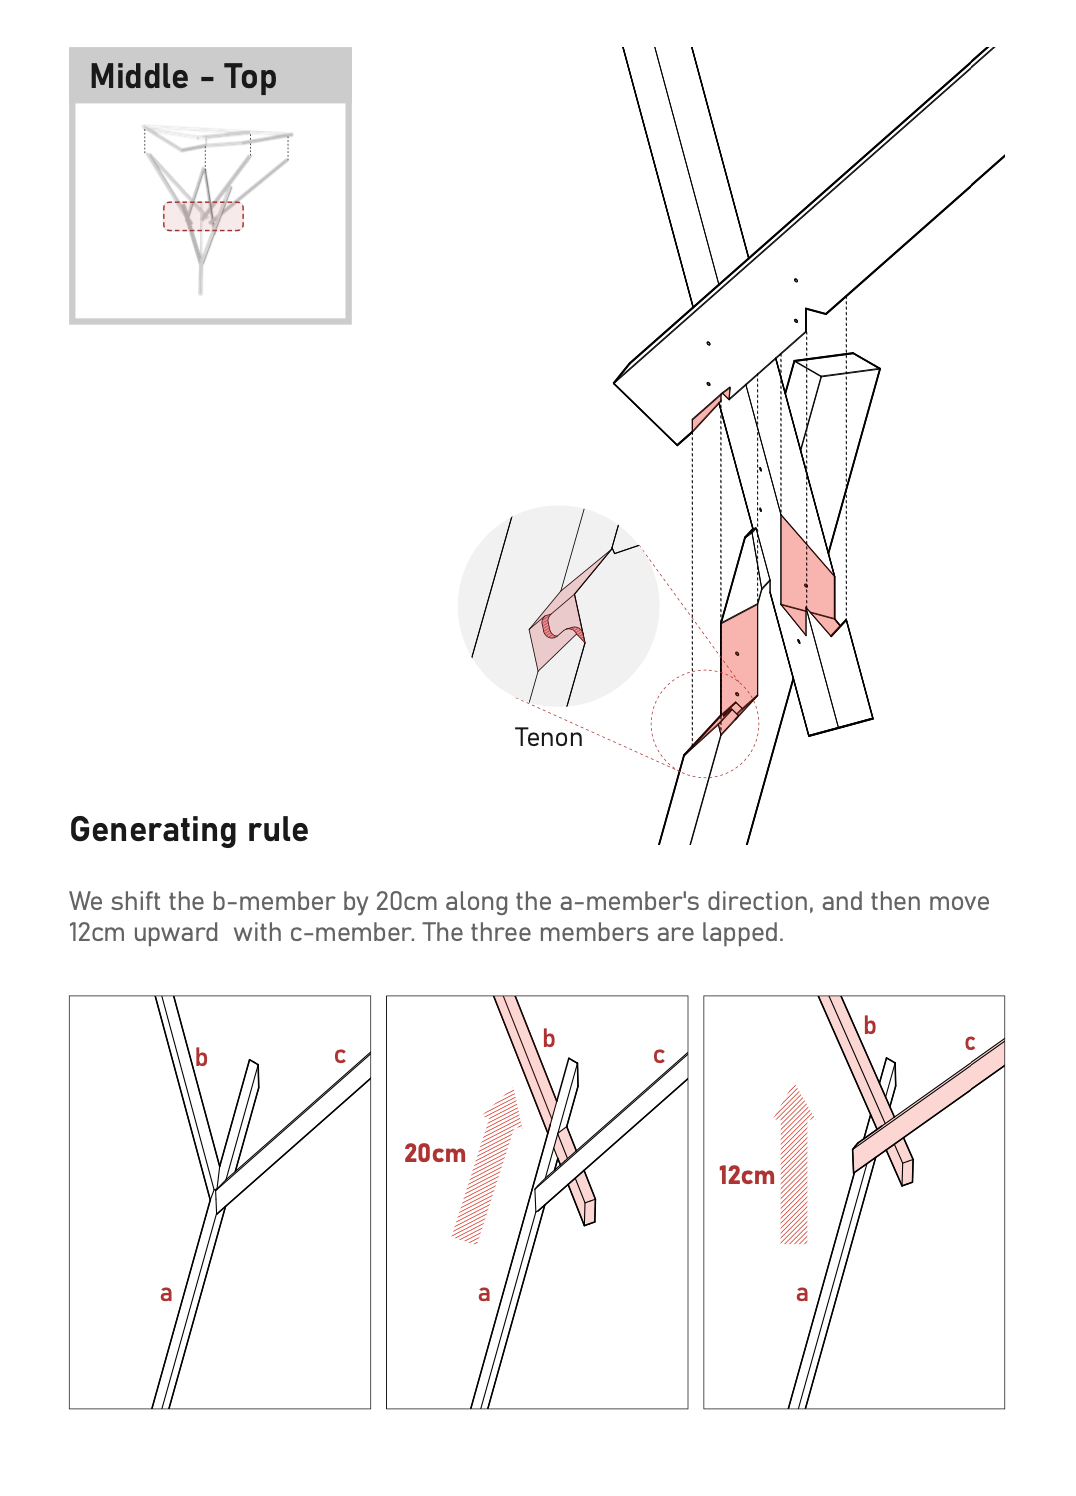 Middle - Top
Tenon
Generating rule
We shift the b-member by 20cm along the a-member's direction, and then move
12cm upward  with c-member. The three members are lapped.
b
c
a
b
c
20cm
a
b
c
12cm
a